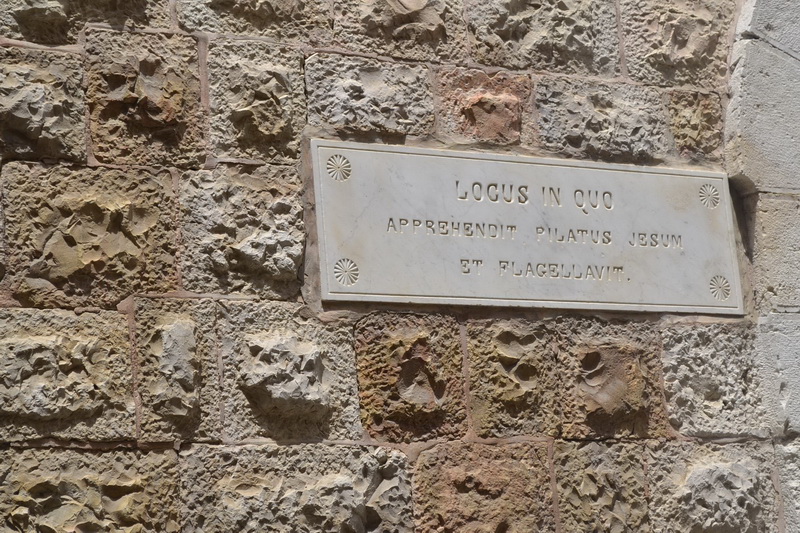 LOCUS IN QUO
APPREHENDIT PILATUS JESUM
ET FLAGELLAVIT.